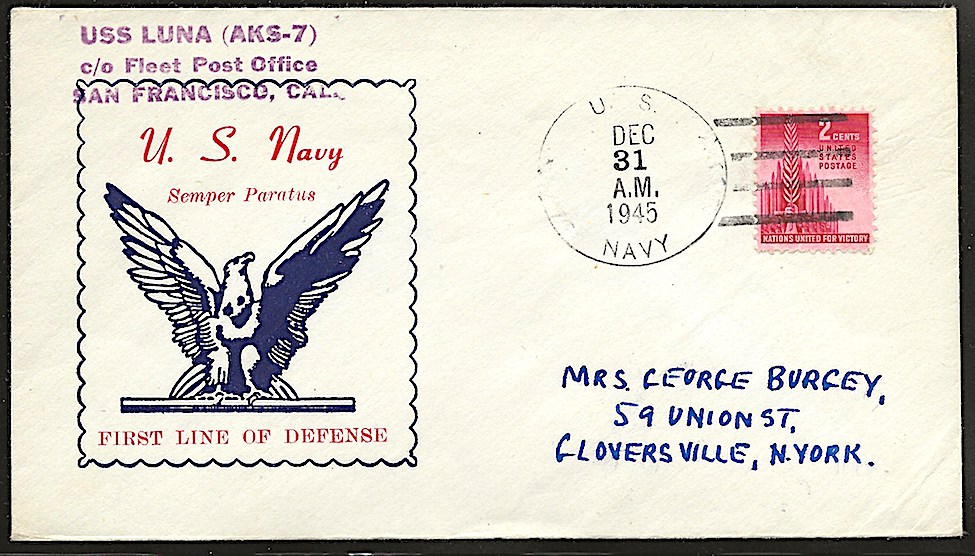 USS LUNA (AKS-7)
c/o Fleet Post Office
SAN FRANCISCO, CAL.
U. S. Navy
Semper Paratus
FIRST LINE OF DEFENSE
U. S.
DEC
31
A.M.
1945
NAVY
2 CENTS
UNITED
STATES
POSTAGE
NATIONS UNITED FOR VICTORY
MRS. GEORGE BURGEY,
59 UNION ST,
GLOVERSVILLE, N.YORK.